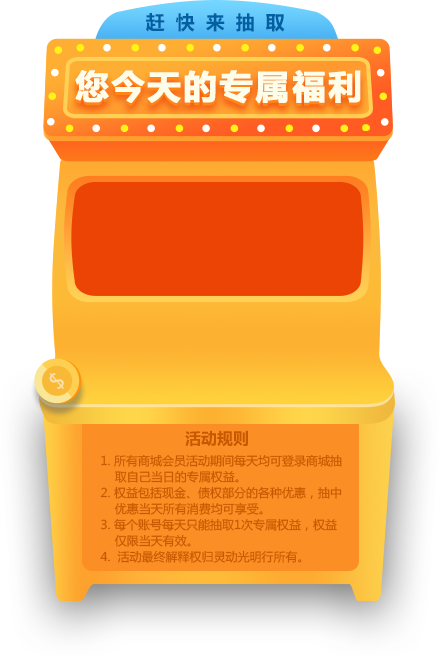 赶快来抽取
您今天的专属福利
活动规则
1. 所有商城会员活动期间每天均可登录商城抽
取自己当日的专属权益。
2. 权益包括现金、债权部分的各种优惠，抽中
优惠当天所有消费均可享受。
3. 每个账号每天只能抽取1次专属权益，权益
仅限当天有效。
4. 活动最终解释权归灵动光明行所有。